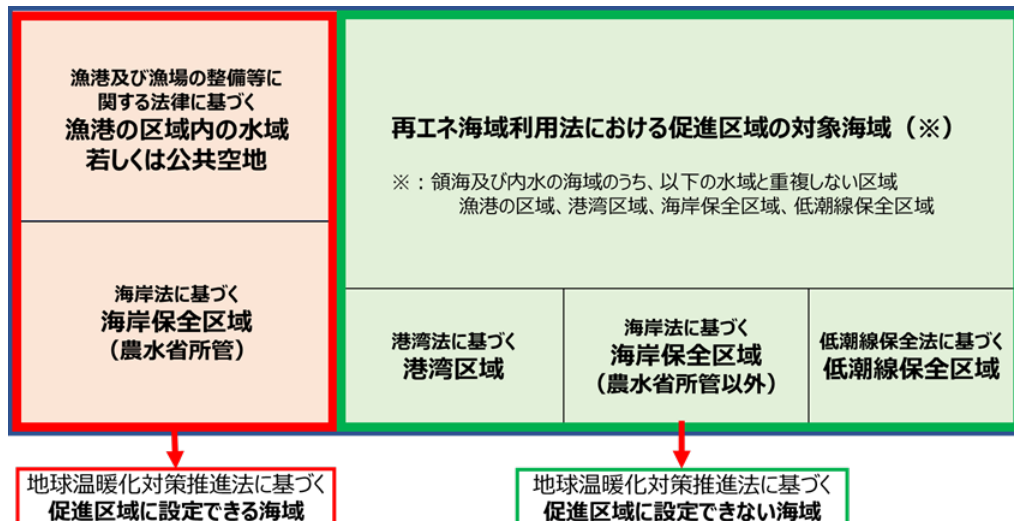 漁港及び漁場の整備等に
関する法律に基づく
漁港の区域内の水域
若しくは公共空地
海岸法に基づく
海岸保全区域
（農水省所管）
再エネ海域利用法における促進区域の対象海域（※）
※：領海及び内水の海域のうち、以下の水域と重複しない区域
漁港の区域、港湾区域、海岸保全区域、低潮線保全区域
港湾法に基づく
港湾区域
海岸法に基づく
海岸保全区域
（農水省所管以外）
低潮線保全法に基づく
低潮線保全区域
地球温暖化対策推進法に基づく
促進区域に設定できる海域
地球温暖化対策推進法に基づく
促進区域に設定できない海域